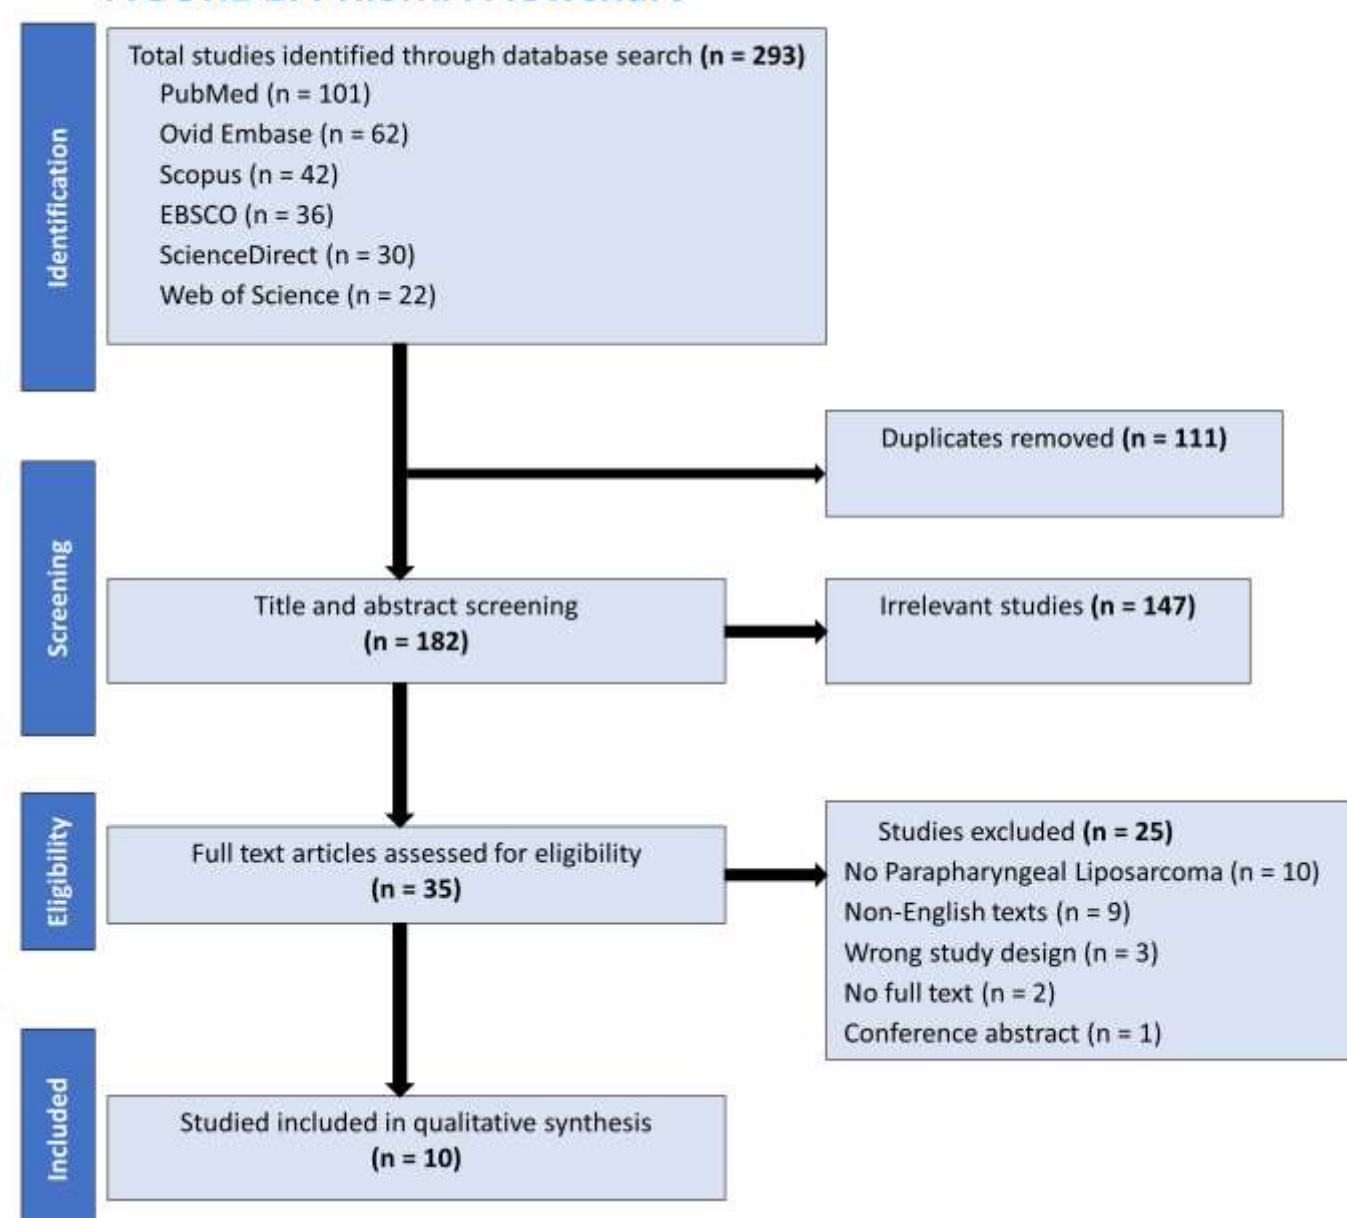 Identification
Total studies identified through database search (n = 293)
PubMed (n = 101)
Ovid Embase (n = 62)
Scopus (n = 42)
EBSCO (n = 36)
ScienceDirect (n = 30)
Web of Science (n = 22)
Duplicates removed (n = 111)
Screening
Title and abstract screening
(n = 182)
Irrelevant studies (n = 147)
Eligibility
Full text articles assessed for eligibility
(n = 35)
Studies excluded (n = 25)
No Parapharyngeal Liposarcoma (n = 10)
Non-English texts (n = 9)
Wrong study design (n = 3)
No full text (n = 2)
Conference abstract (n = 1)
Included
Studied included in qualitative synthesis
(n = 10)